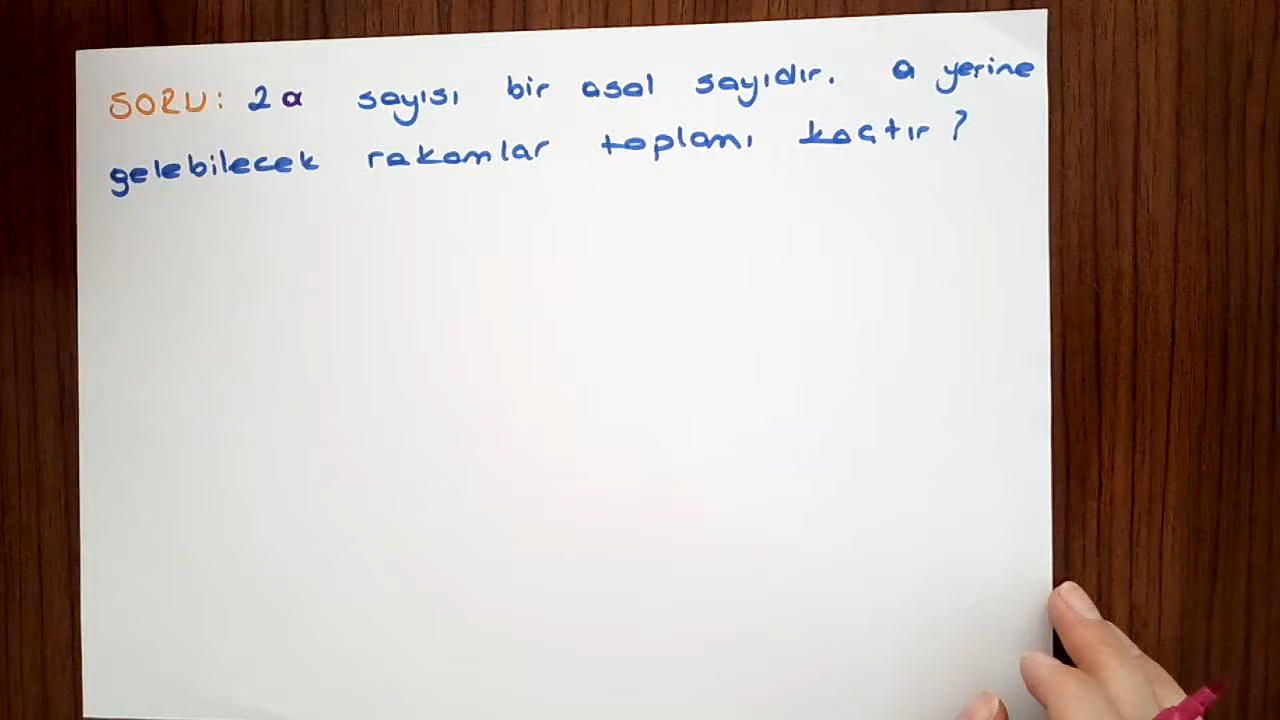 SORU: 2a sayısı bir asal sayıdır. a yerine
gelebilecek rakamlar toplamı kaçtır?